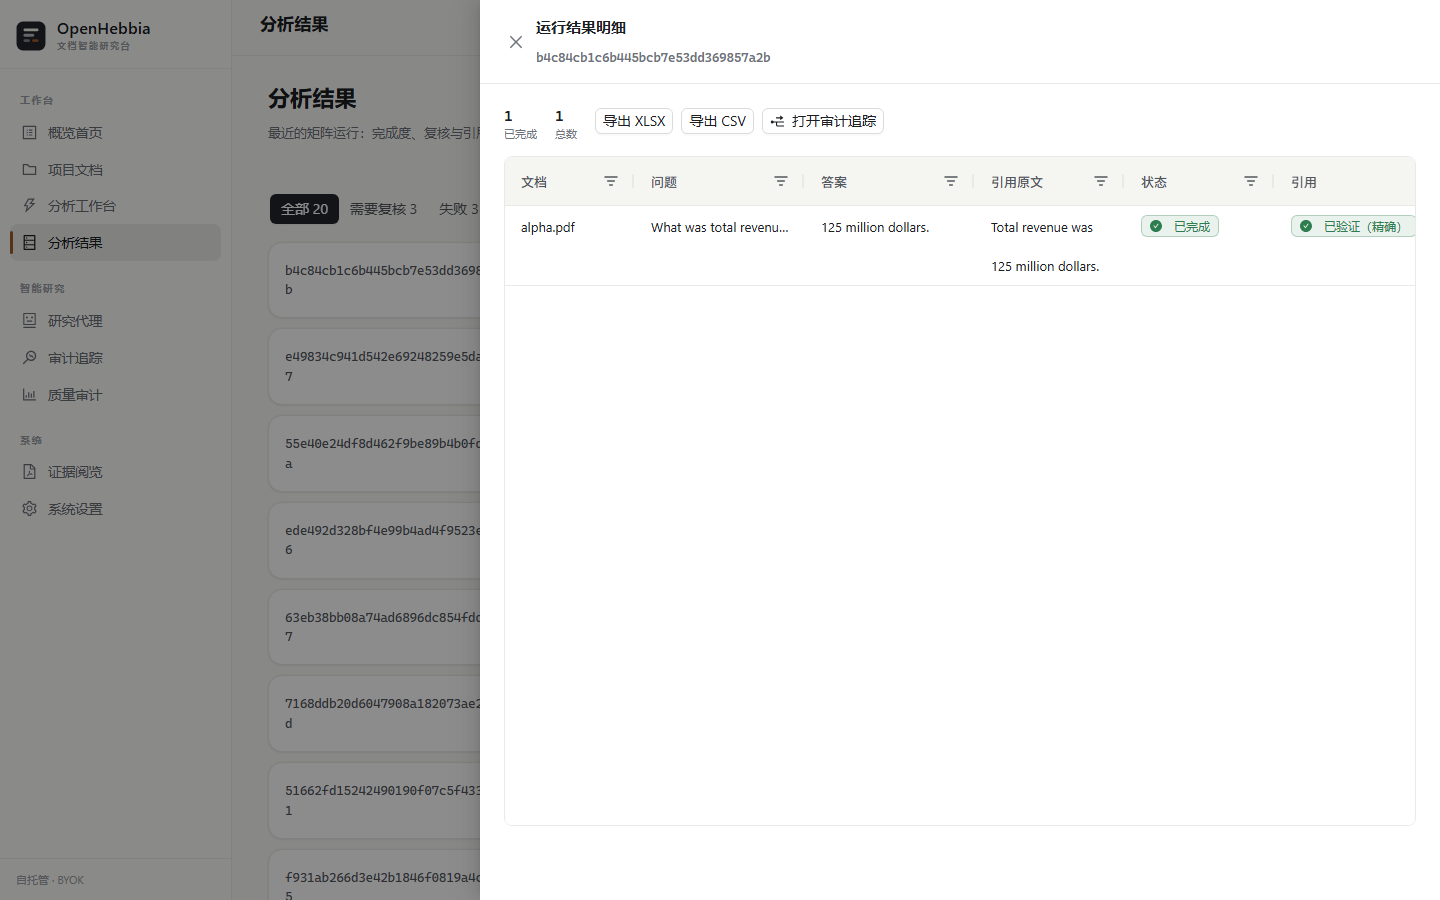 OpenHebbia
文档智能研究台
工作台
概览首页
项目文档
分析工作台
分析结果
智能研究
研究代理
审计追踪
质量审计
系统
证据阅览
系统设置
自托管 · BYOK
分析结果
分析结果
最近的矩阵运行：完成度、复核与引
全部 20
需要复核 3
失败 3
b4c84cb1c6b445bcb7e53dd369
b
e49834c941d542e69248259e5da
7
55e40e24df8d462f9be89b4b0f
a
ede492d328bf4e99b4ad4f9523e
6
63eb38bb08a74ad6896dc854fd
7
7168ddb20d6047908a182073ae2
d
51662fd15242490190f07c5f433
1
f931ab266d3e42b1846f0819a4c
5
运行结果明细
b4c84cb1c6b445bcb7e53dd369857a2b
1
已完成
1
总数
导出 XLSX
导出 CSV
打开审计追踪
文档
问题
答案
引用原文
状态
引用
alpha.pdf
What was total revenu...
125 million dollars.
Total revenue was
125 million dollars.
已完成
已验证（精确）